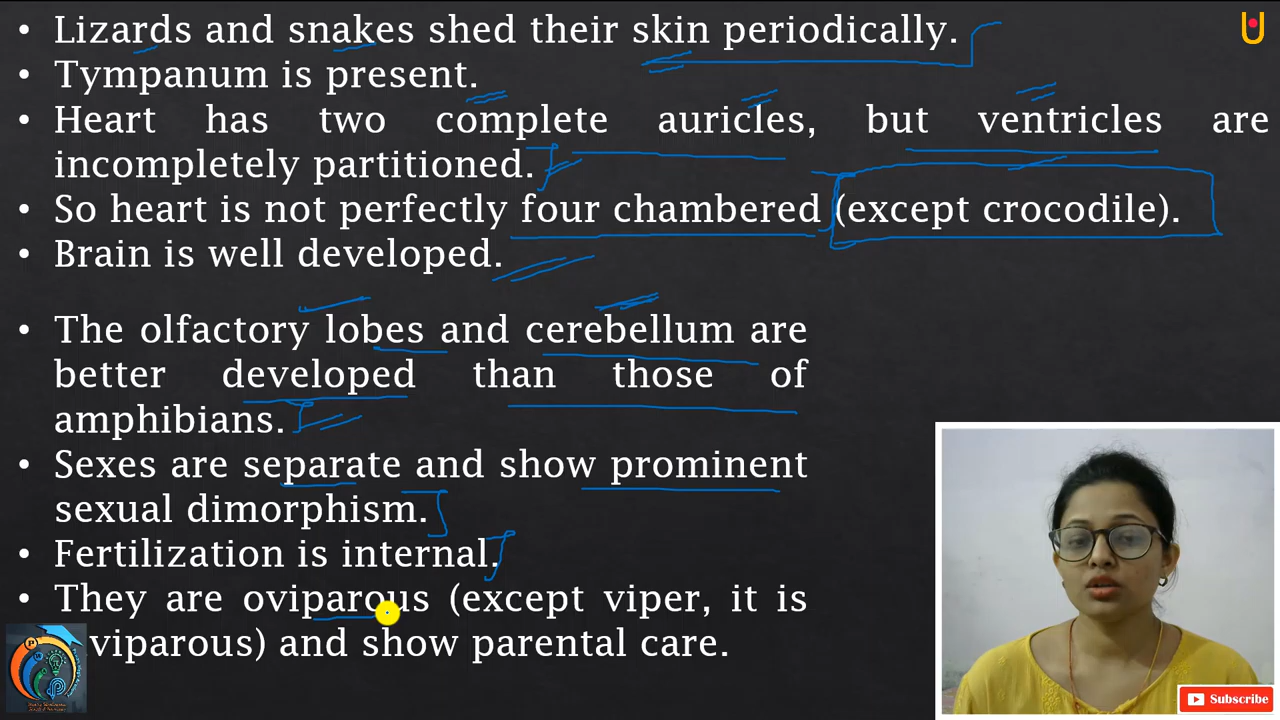 • Lizards and snakes shed their skin periodically.
• Tympanum is present.
• Heart has two complete auricles, but ventricles are
incompletely partitioned.
• So heart is not perfectly four chambered (except crocodile).
• Brain is well developed.
• The olfactory lobes and cerebellum are
better developed than those of
amphibians.
• Sexes are separate and show prominent
sexual dimorphism.
• Fertilization is internal.
• They are oviparous (except viper, it is
viparous) and show parental care.
Subscribe